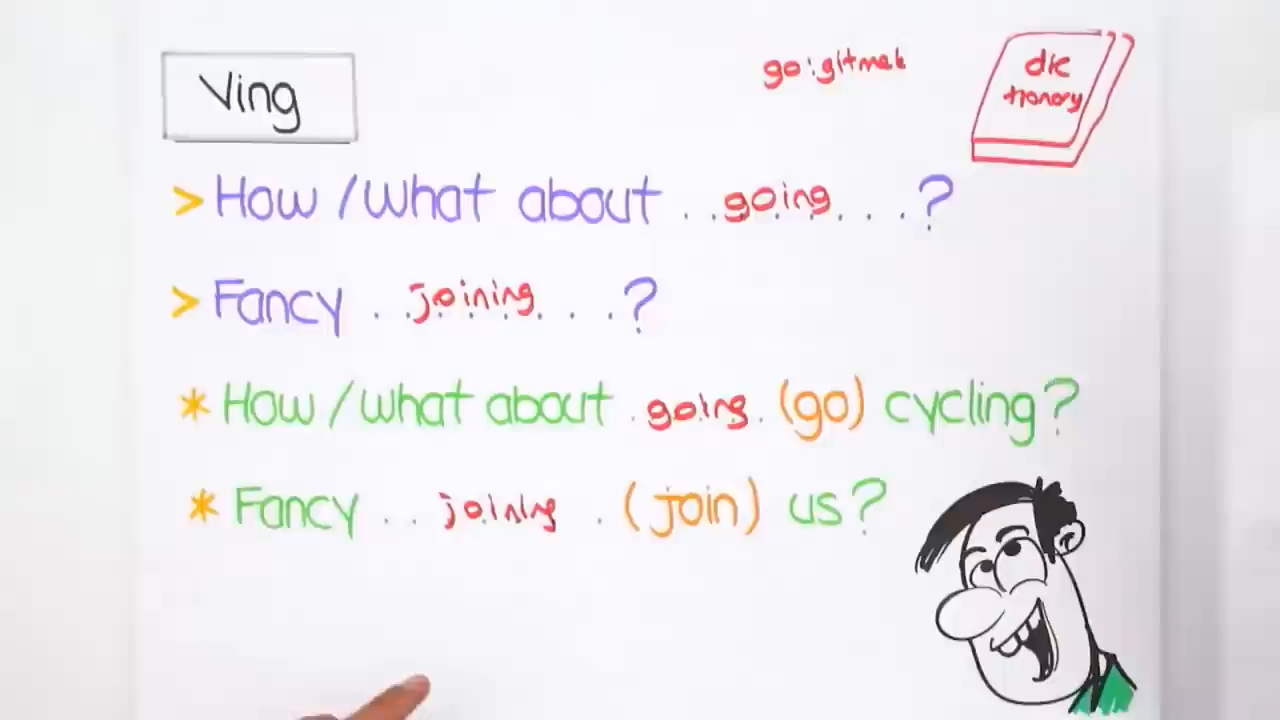 Ving
go : gitmek
dic
tionary
> How / what about . . going . . . ?
> Fancy . . joining . . . ?
* How / what about . going . (go) cycling?
* Fancy . . joining . (join) us?